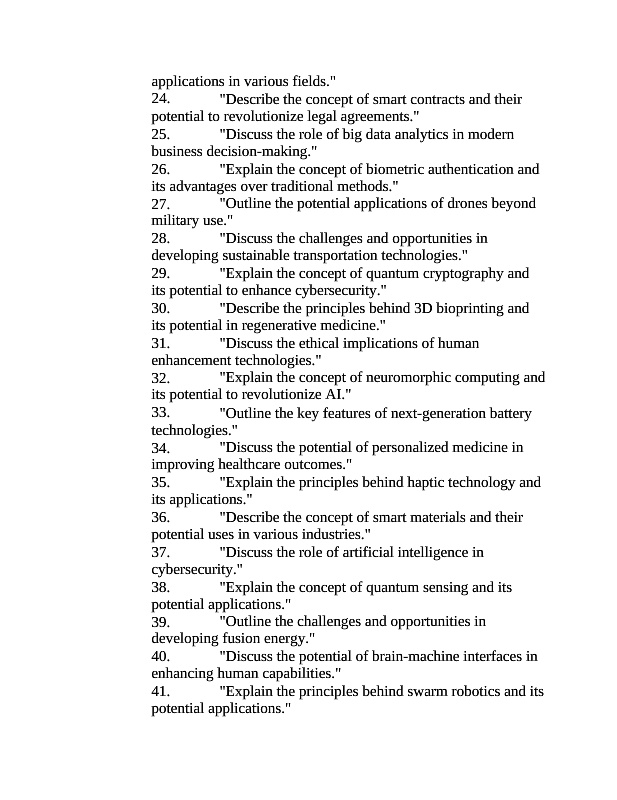 applications in various fields."
24. "Describe the concept of smart contracts and their
potential to revolutionize legal agreements."
25. "Discuss the role of big data analytics in modern
business decision-making."
26. "Explain the concept of biometric authentication and
its advantages over traditional methods."
27. "Outline the potential applications of drones beyond
military use."
28. "Discuss the challenges and opportunities in
developing sustainable transportation technologies."
29. "Explain the concept of quantum cryptography and
its potential to enhance cybersecurity."
30. "Describe the principles behind 3D bioprinting and
its potential in regenerative medicine."
31. "Discuss the ethical implications of human
enhancement technologies."
32. "Explain the concept of neuromorphic computing and
its potential to revolutionize AI."
33. "Outline the key features of next-generation battery
technologies."
34. "Discuss the potential of personalized medicine in
improving healthcare outcomes."
35. "Explain the principles behind haptic technology and
its applications."
36. "Describe the concept of smart materials and their
potential uses in various industries."
37. "Discuss the role of artificial intelligence in
cybersecurity."
38. "Explain the concept of quantum sensing and its
potential applications."
39. "Outline the challenges and opportunities in
developing fusion energy."
40. "Discuss the potential of brain-machine interfaces in
enhancing human capabilities."
41. "Explain the principles behind swarm robotics and its
potential applications."